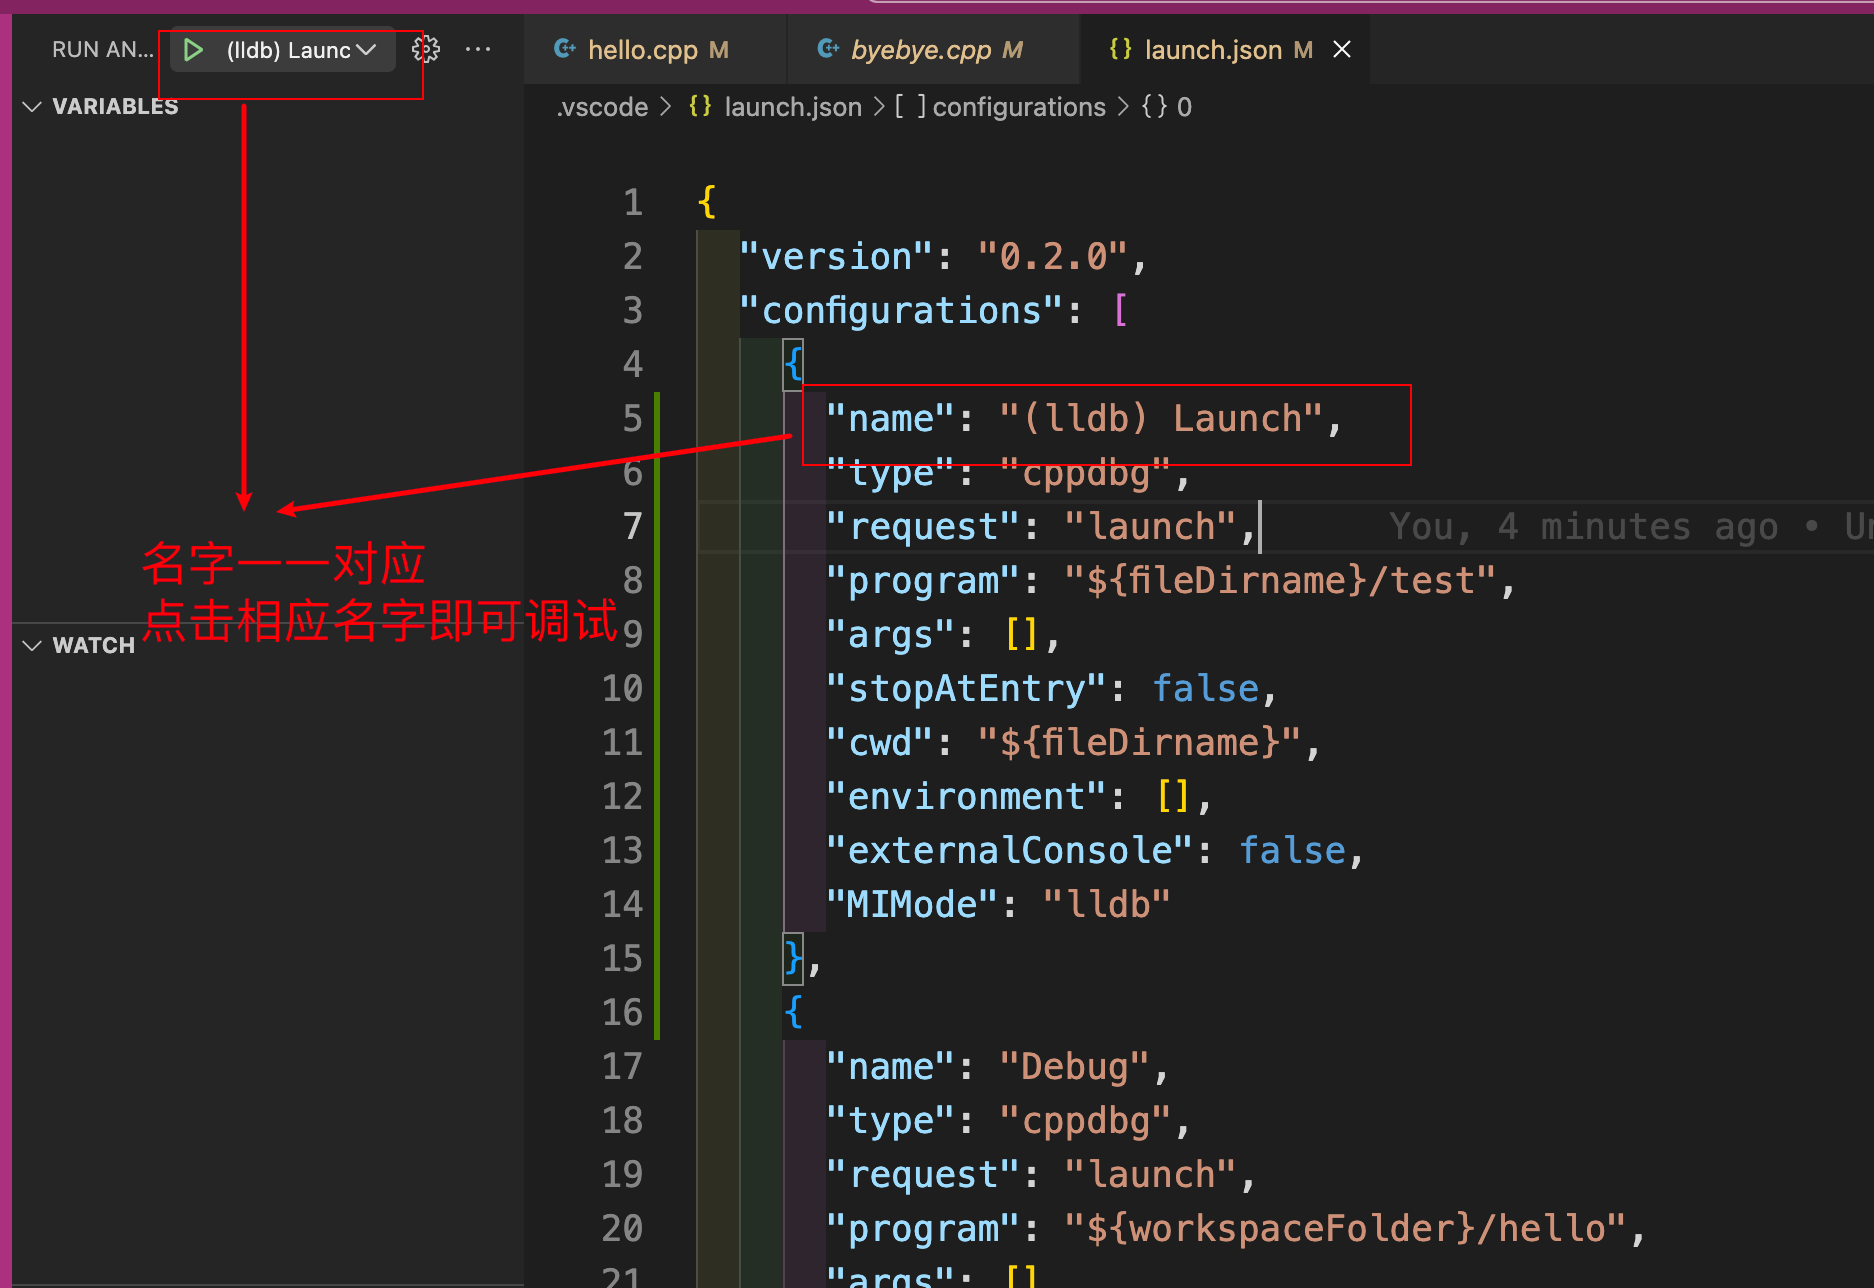 RUN AN...
(lldb) Launc
hello.cpp M
byebye.cpp M
{} launch.json M
VARIABLES
.vscode > {} launch.json > [ ] configurations > {} 0
1 {
2 "version": "0.2.0",
3 "configurations": [
4 {
5 "name": "(lldb) Launch",
6 "type": "cppdbg",
7 "request": "launch", You, 4 minutes ago •
8 "program": "${fileDirname}/test",
9 "args": [],
10 "stopAtEntry": false,
11 "cwd": "${fileDirname}",
12 "environment": [],
13 "externalConsole": false,
14 "MIMode": "lldb"
15 },
16 {
17 "name": "Debug",
18 "type": "cppdbg",
19 "request": "launch",
20 "program": "${workspaceFolder}/hello",
21 "args": []
名字一一对应
点击相应名字即可调试
WATCH